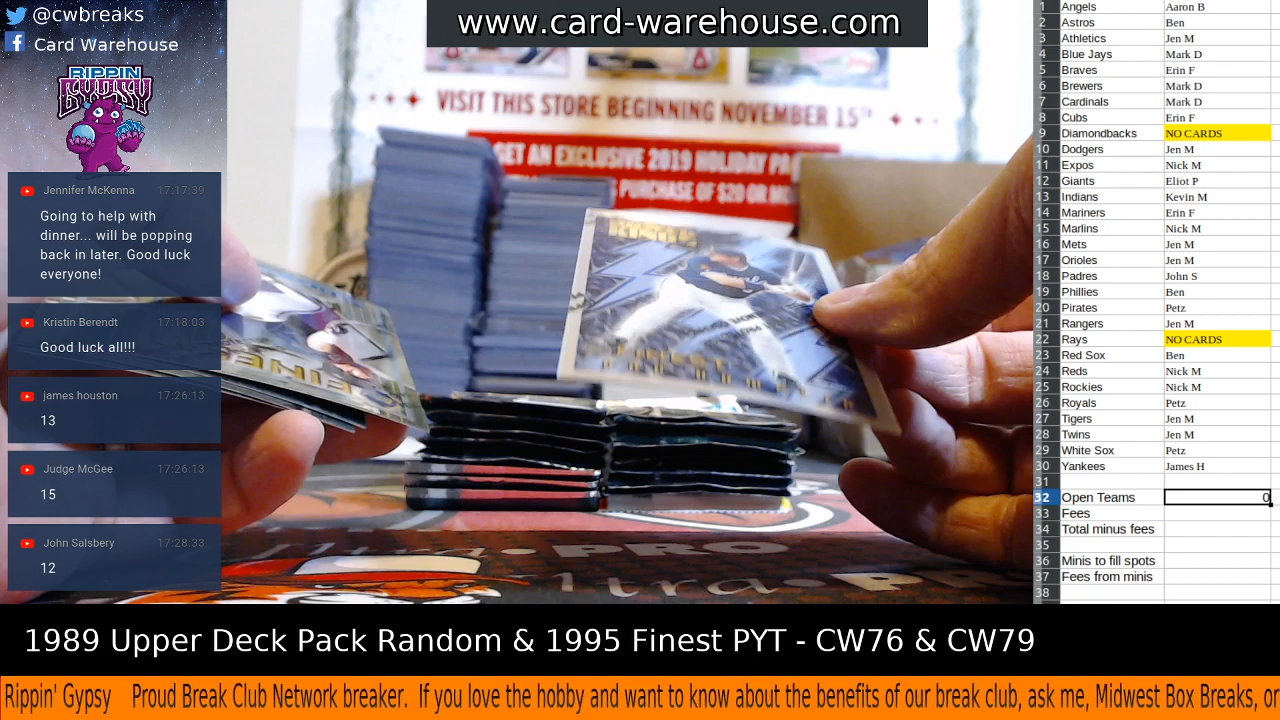 @cwbreaks
Card Warehouse
RIPPIN
GYPSY
Jennifer McKenna 17:17:39
Going to help with
dinner... will be popping
back in later. Good luck
everyone!
Kristin Berendt 17:18:03
Good luck all!!!
james houston 17:26:13
13
Judge McGee 17:26:13
15
John Salsbery 17:28:33
12
www.card-warehouse.com
VISIT THIS STORE BEGINNING NOVEMBER 15th
GET AN EXCLUSIVE 2019 HOLIDAY
PURCHASE OF $20 OR
FINEST
PRO
1 Angels Aaron B
2 Astros Ben
3 Athletics Jen M
4 Blue Jays Mark D
5 Braves Erin F
6 Brewers Mark D
7 Cardinals Mark D
8 Cubs Erin F
9 Diamondbacks NO CARDS
10 Dodgers Jen M
11 Expos Nick M
12 Giants Eliot P
13 Indians Kevin M
14 Mariners Erin F
15 Marlins Nick M
16 Mets Jen M
17 Orioles Jen M
18 Padres John S
19 Phillies Ben
20 Pirates Petz
21 Rangers Jen M
22 Rays NO CARDS
23 Red Sox Ben
24 Reds Nick M
25 Rockies Nick M
26 Royals Petz
27 Tigers Jen M
28 Twins Jen M
29 White Sox Petz
30 Yankees James H
31
32 Open Teams 0
33 Fees
34 Total minus fees
35
36 Minis to fill spots
37 Fees from minis
38
1989 Upper Deck Pack Random & 1995 Finest PYT - CW76 & CW79
Rippin' Gypsy Proud Break Club Network breaker. If you love the hobby and want to know about the benefits of our break club, ask me, Midwest Box Breaks, or